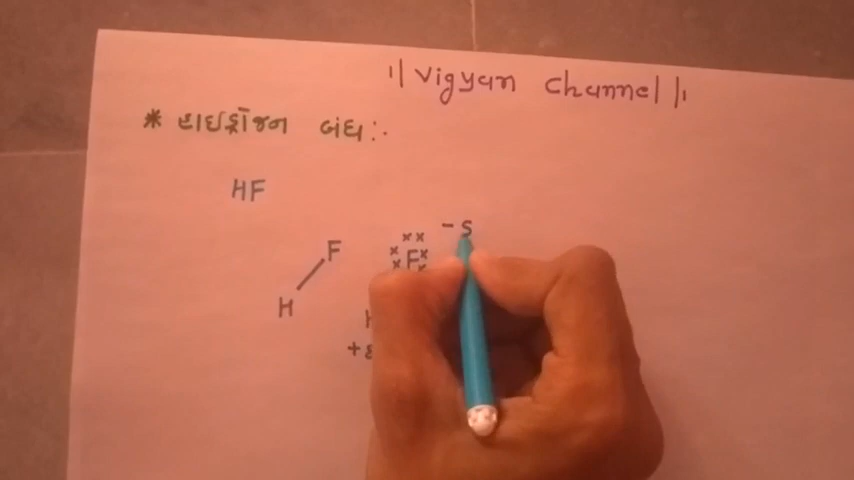 || Vigyan Channel ||
* હાઇડ્રોજન બંધ :-
HF
- s
x x
F
x F x
x x
H
H
+ δ